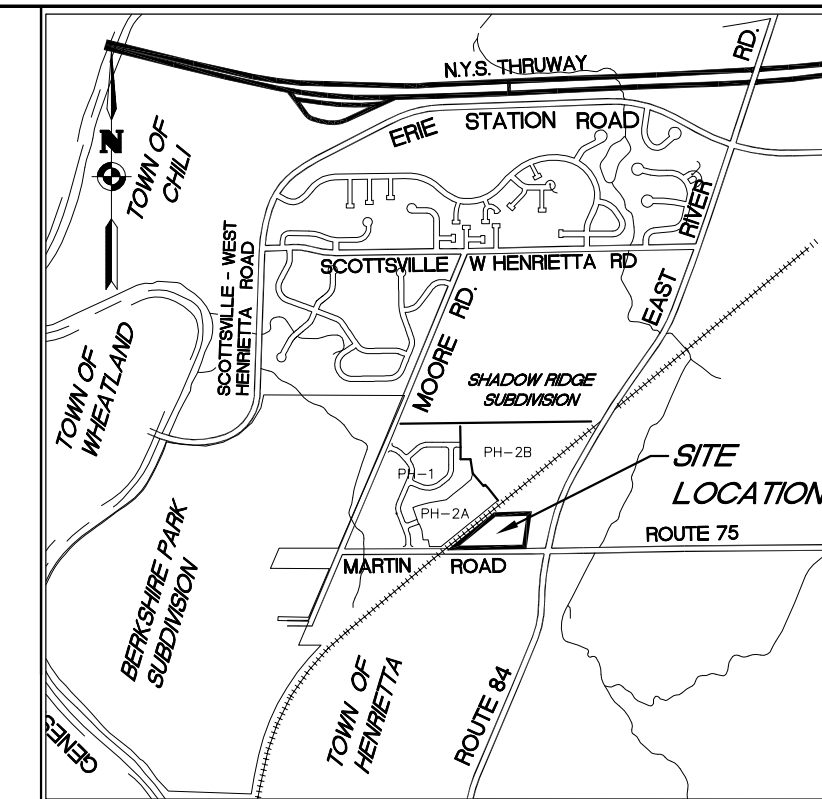 N.Y.S. THRUWAY
RD.
ERIE STATION ROAD
N
TOWN OF
CHILI
RIVER
SCOTTSVILLE - WEST
HENRIETTA ROAD
SCOTTSVILLE W HENRIETTA RD
EAST
MOORE RD.
TOWN OF
WHEATLAND
SHADOW RIDGE
SUBDIVISION
PH-1
PH-2B
SITE
LOCATION
PH-2A
ROUTE 75
MARTIN ROAD
BERKSHIRE PARK
SUBDIVISION
TOWN OF
HENRIETTA
ROUTE 84
GENES